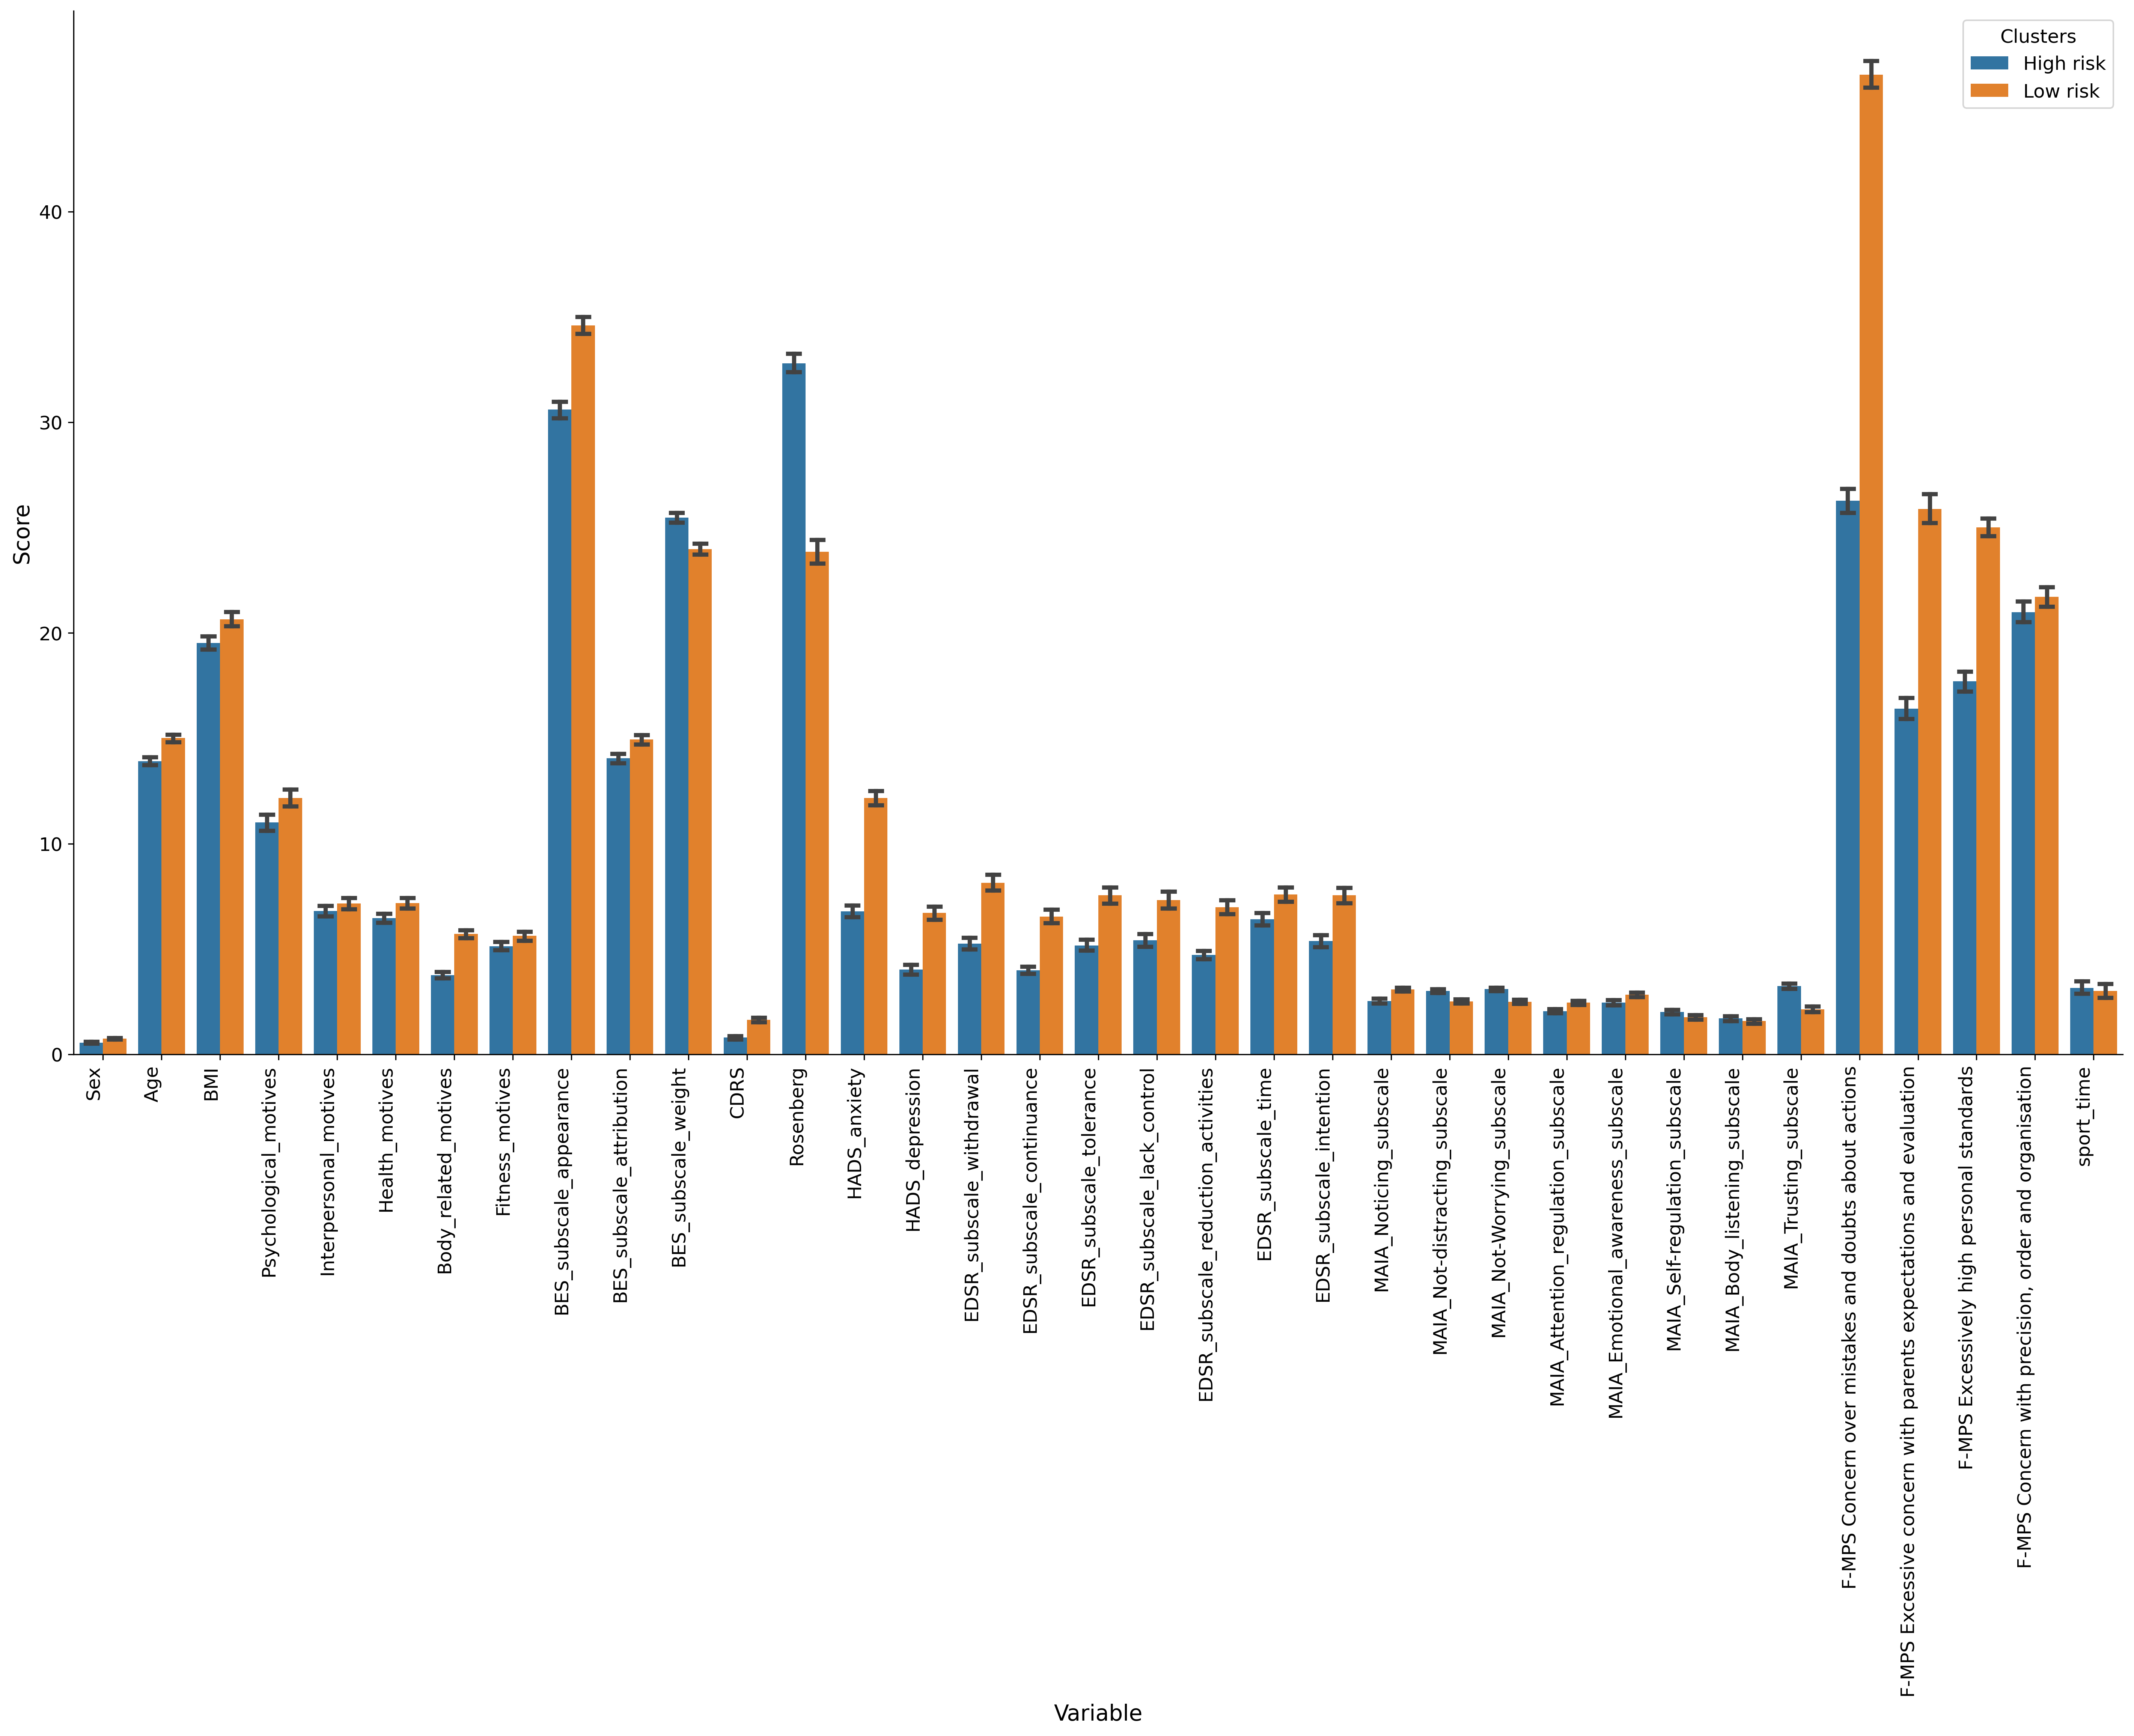 Clusters
High risk
Low risk
Score
40
30
20
10
0
Sex
Age
BMI
Psychological_motives
Interpersonal_motives
Health_motives
Body_related_motives
Fitness_motives
BES_subscale_appearance
BES_subscale_attribution
BES_subscale_weight
CDRS
Rosenberg
HADS_anxiety
HADS_depression
EDSR_subscale_withdrawal
EDSR_subscale_continuance
EDSR_subscale_tolerance
EDSR_subscale_lack_control
EDSR_subscale_reduction_activities
EDSR_subscale_time
EDSR_subscale_intention
MAIA_Noticing_subscale
MAIA_Not-distracting_subscale
MAIA_Not-Worrying_subscale
MAIA_Attention_regulation_subscale
MAIA_Emotional_awareness_subscale
MAIA_Self-regulation_subscale
MAIA_Body_listening_subscale
MAIA_Trusting_subscale
F-MPS Concern over mistakes and doubts about actions
F-MPS Excessive concern with parents expectations and evaluation
F-MPS Excessively high personal standards
F-MPS Concern with precision, order and organisation
sport_time
Variable